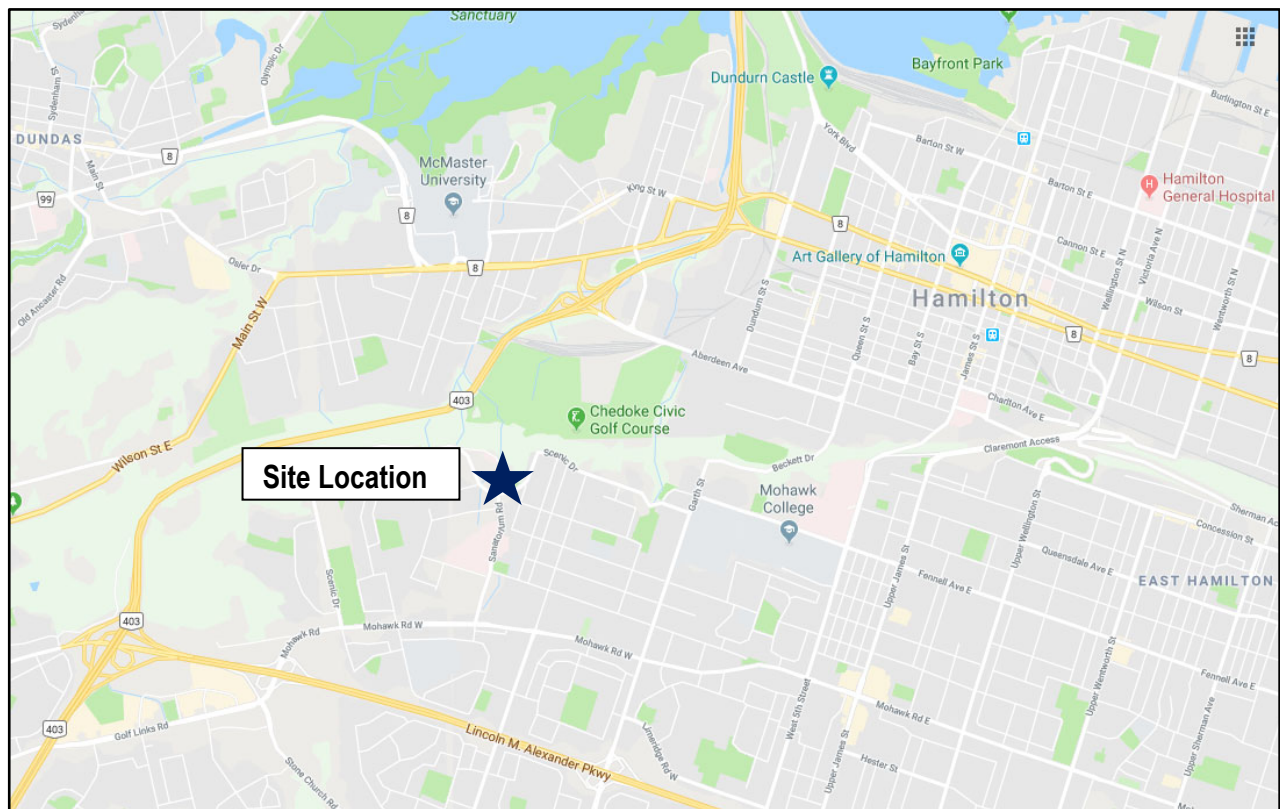 Sanctuary
Sydenham St
Sydenham St
Olympic Dr
DUNDAS
8
Main St
99
McMaster
University
8
Osler Dr
8
Old Ancaster Rd
Main St W
King St W
Dundurn Castle
Bayfront Park
York Blvd
Barton St W
Burlington St E
Barton St E
Hamilton
General Hospital
H
8
Cannon St E
Art Gallery of Hamilton
Victoria Ave N
Wellington St N
Wilson St
Wentworth St N
Hamilton
Dundurn St S
Queen St S
Bay St S
James St S
8
8
Aberdeen Ave
403
Chedoke Civic
Golf Course
Charlton Ave E
Claremont Access
Wilson St E
Site Location
Scenic Dr
Beckett Dr
Garth St
Mohawk
College
Sanatorium Rd
Upper Wellington St
Sherman Ac
Concession St
Queensdale Ave E
Upper James St
Fennell Ave E
EAST HAMILTON
Scenic Dr
403
Mohawk Rd
Mohawk Rd W
Mohawk Rd W
Fennell Ave E
Upper Wentworth St
West 5th Street
Mohawk Rd E
Upper Sherman Ave
403
Golf Links Rd
Lincoln M. Alexander Pkwy
Limeridge Rd W
Upper James St
Hester St
Stone Church Rd